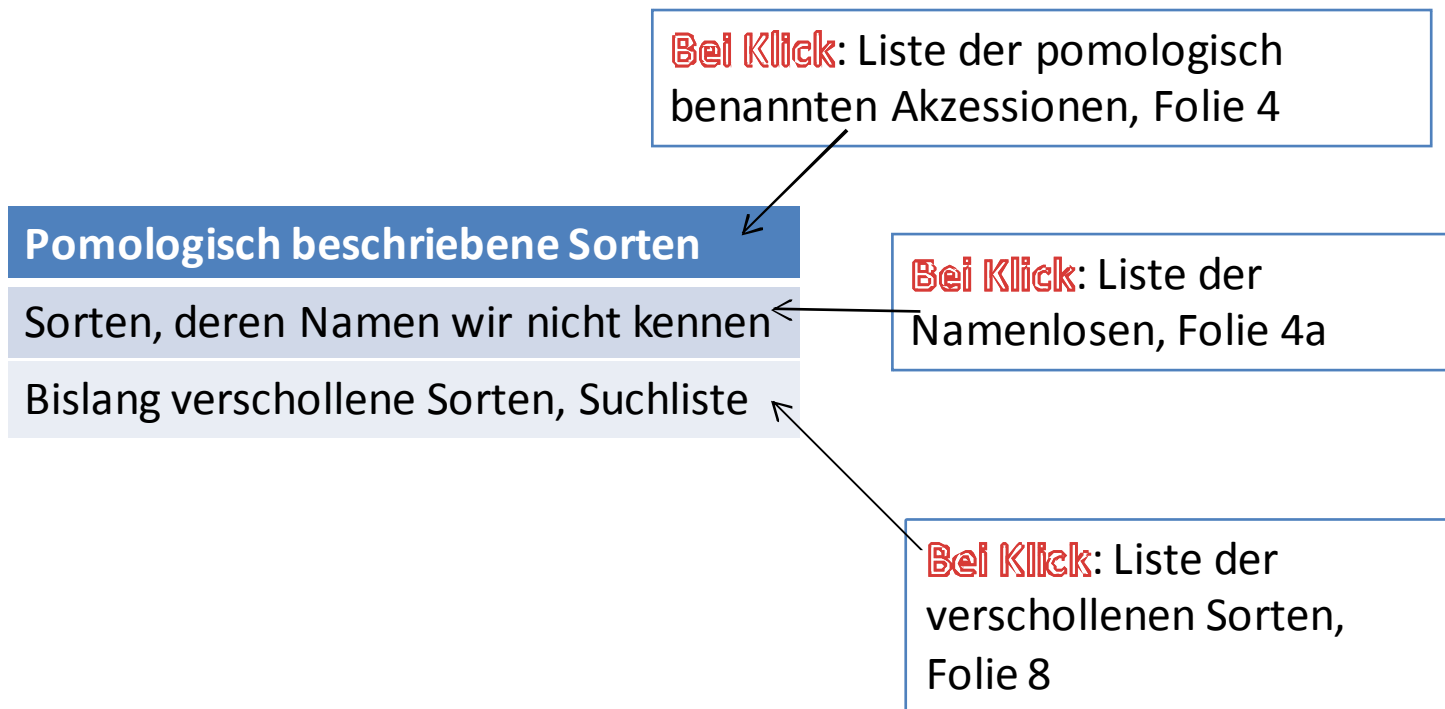 Bei Klick: Liste der pomologisch
benannten Akzessionen, Folie 4
Pomologisch beschriebene Sorten
Sorten, deren Namen wir nicht kennen
Bislang verschollene Sorten, Suchliste
Bei Klick: Liste der
Namenlosen, Folie 4a
Bei Klick: Liste der
verschollenen Sorten,
Folie 8